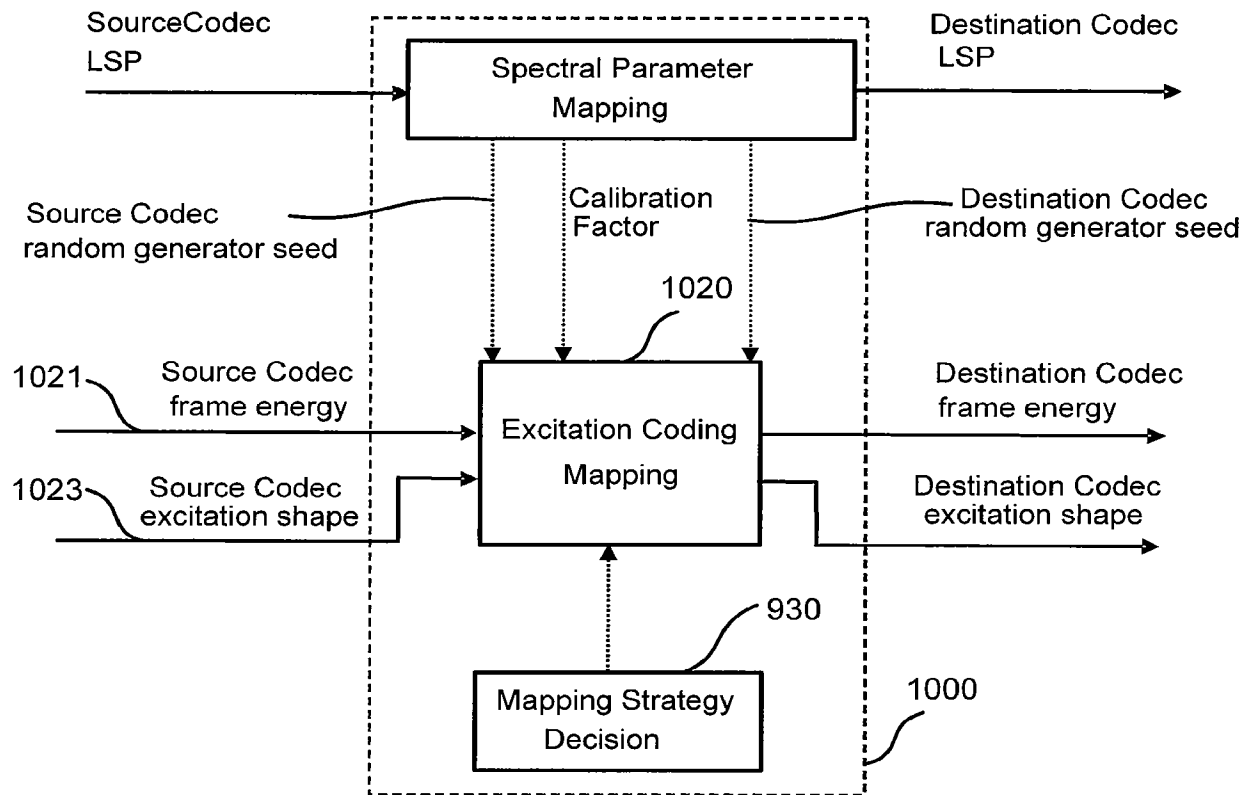 SourceCodec
LSP
Spectral Parameter
Mapping
Destination Codec
LSP
Source Codec
random generator seed
Calibration
Factor
Destination Codec
random generator seed
1020
1021
Source Codec
frame energy
Excitation Coding
Mapping
Destination Codec
frame energy
1023
Source Codec
excitation shape
Destination Codec
excitation shape
930
Mapping Strategy
Decision
1000